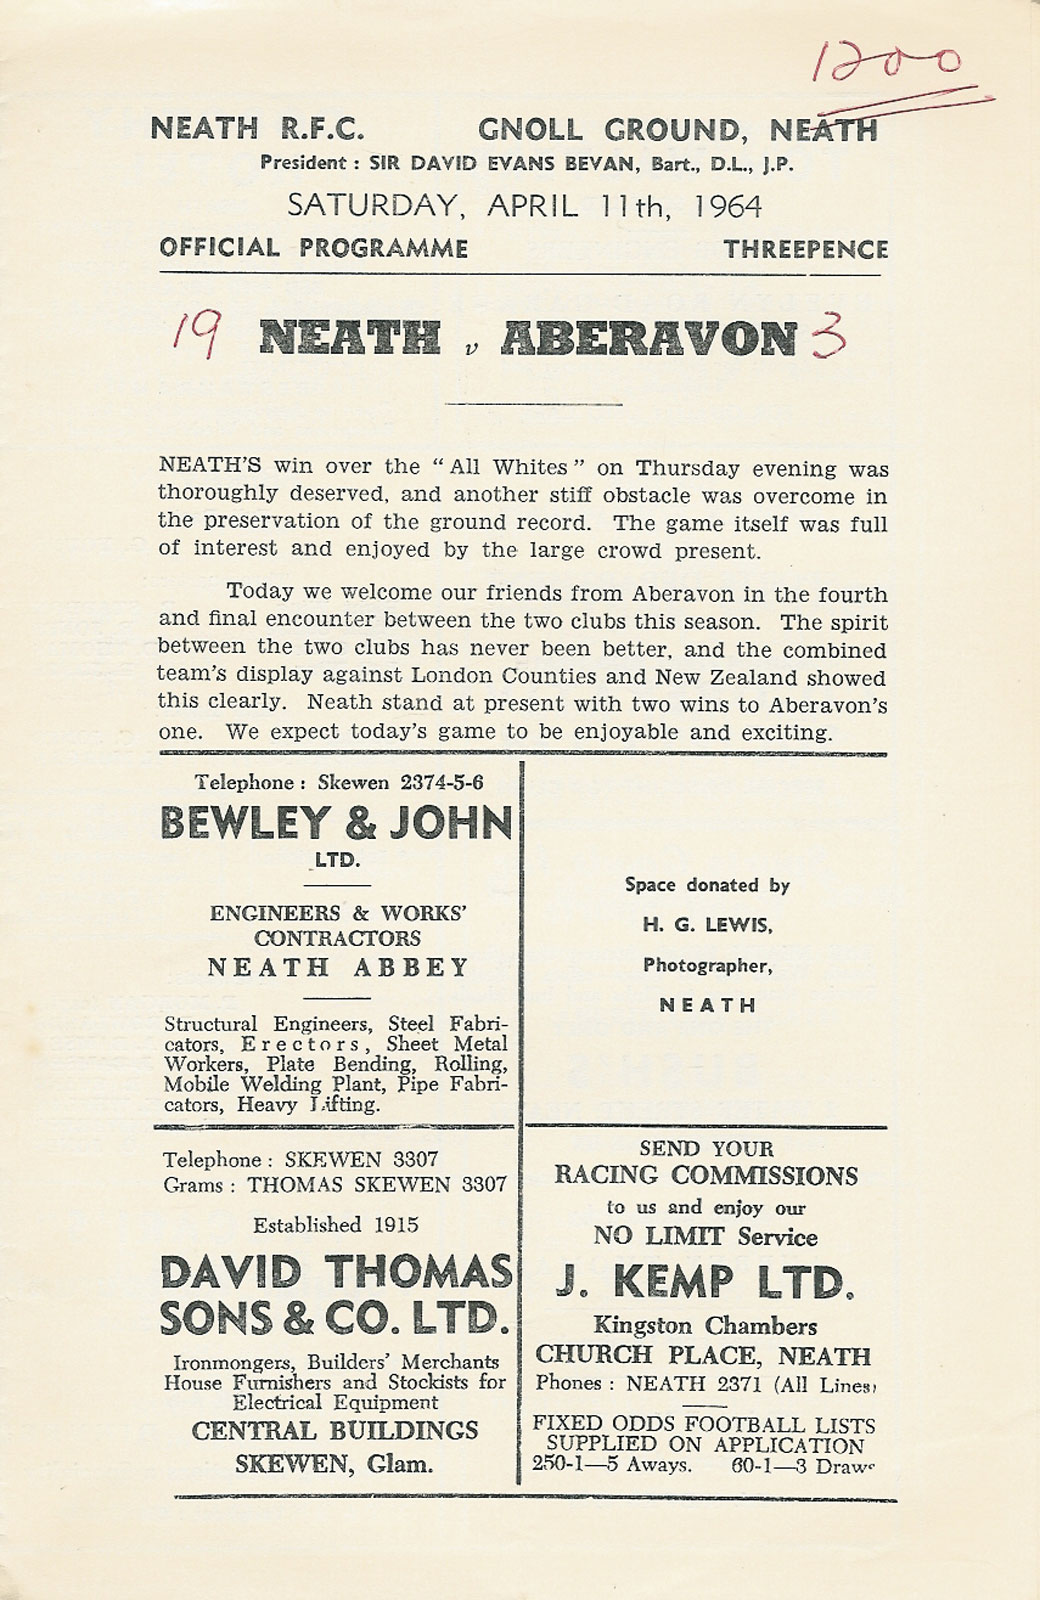 1200
NEATH R.F.C. GNOLL GROUND, NEATH
President : SIR DAVID EVANS BEVAN, Bart., D.L., J.P.
SATURDAY, APRIL 11th, 1964
OFFICIAL PROGRAMME THREEPENCE
19 NEATH v ABERAVON 3
NEATH'S win over the "All Whites" on Thursday evening was
thoroughly deserved, and another stiff obstacle was overcome in
the preservation of the ground record. The game itself was full
of interest and enjoyed by the large crowd present.
Today we welcome our friends from Aberavon in the fourth
and final encounter between the two clubs this season. The spirit
between the two clubs has never been better, and the combined
team's display against London Counties and New Zealand showed
this clearly. Neath stand at present with two wins to Aberavon's
one. We expect today's game to be enjoyable and exciting.
Telephone : Skewen 2374-5-6
BEWLEY & JOHN
LTD.
ENGINEERS & WORKS'
CONTRACTORS
NEATH ABBEY
Structural Engineers, Steel Fabri-
cators, Erectors, Sheet Metal
Workers, Plate Bending, Rolling,
Mobile Welding Plant, Pipe Fabri-
cators, Heavy Lifting.
Space donated by
H. G. LEWIS,
Photographer,
NEATH
Telephone : SKEWEN 3307
Grams : THOMAS SKEWEN 3307
Established 1915
DAVID THOMAS
SONS & CO. LTD.
Ironmongers, Builders' Merchants
House Furnishers and Stockists for
Electrical Equipment
CENTRAL BUILDINGS
SKEWEN, Glam.
SEND YOUR
RACING COMMISSIONS
to us and enjoy our
NO LIMIT Service
J. KEMP LTD.
Kingston Chambers
CHURCH PLACE, NEATH
Phones : NEATH 2371 (All Lines)
FIXED ODDS FOOTBALL LISTS
SUPPLIED ON APPLICATION
250-1—5 Aways. 60-1—3 Draws